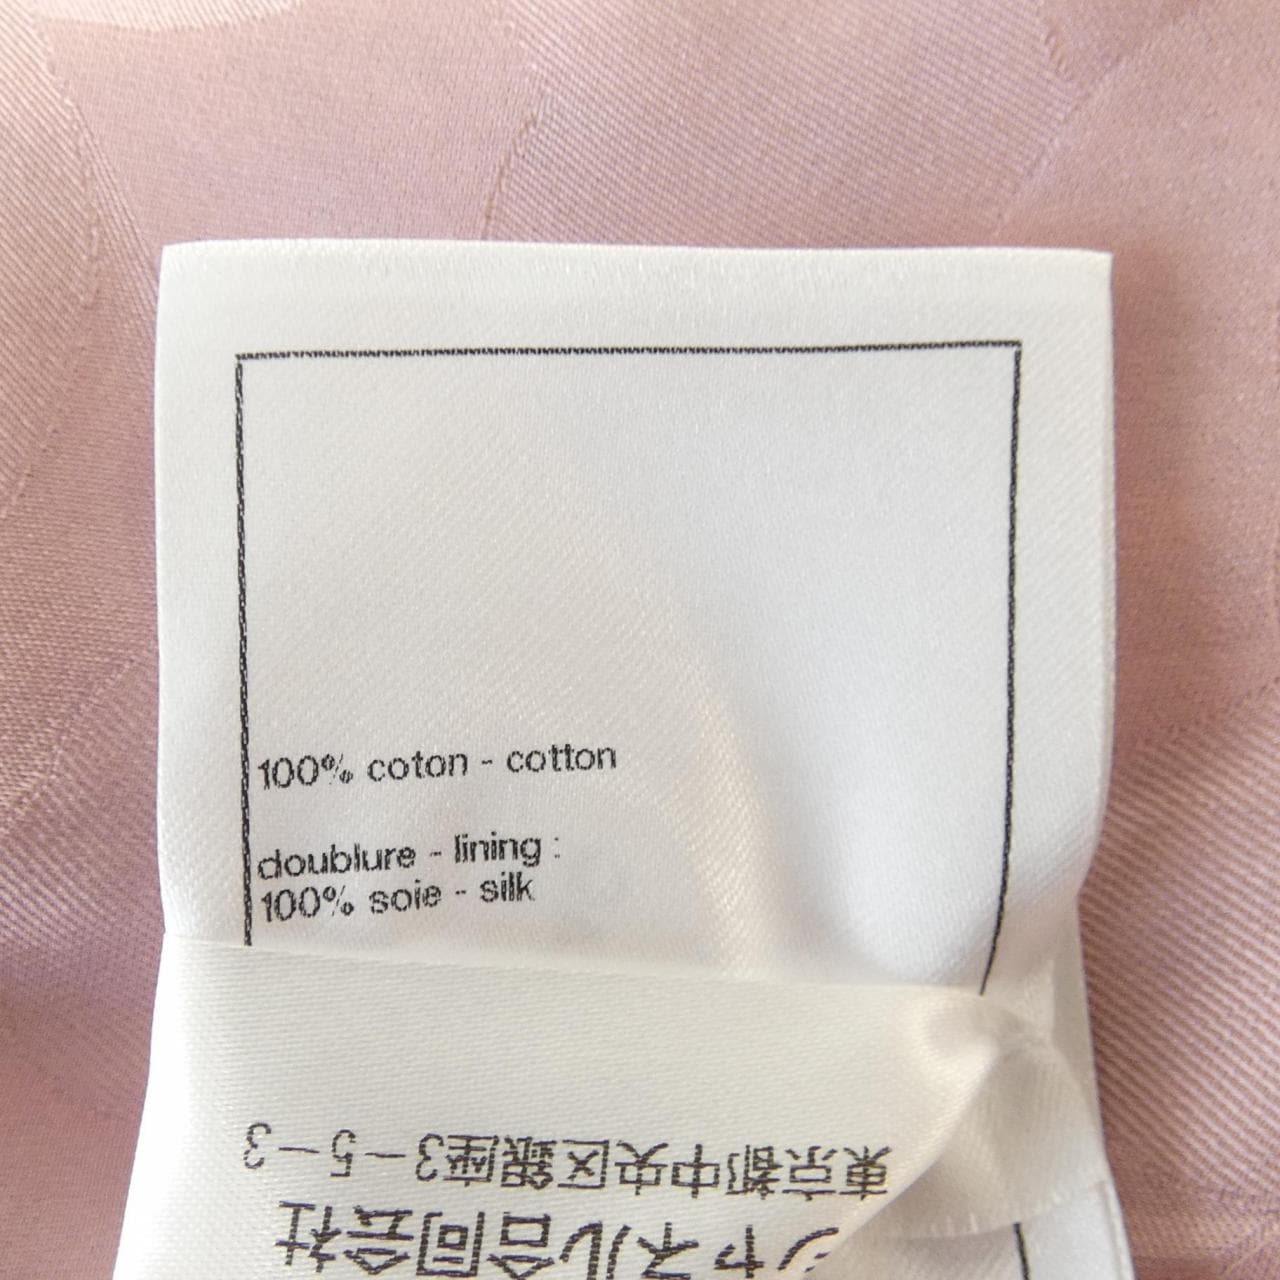 100% coton - cotton
doublure - lining :
100% soie - silk
シャネル合同会社
東京都中央区銀座3-5-3